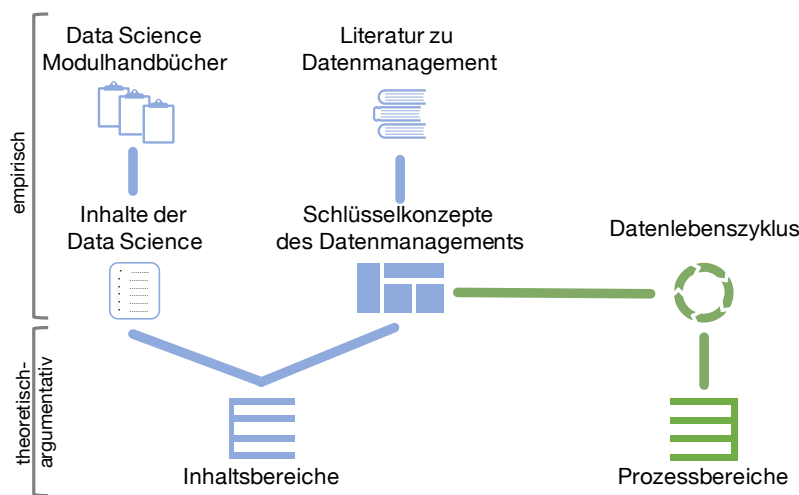 Data Science
Modulhandbücher
Literatur zu
Datenmanagement
empirisch
Inhalte der
Data Science
Schlüsselkonzepte
des Datenmanagements
Datenlebenszyklus
theoretisch-
argumentativ
Inhaltsbereiche
Prozessbereiche